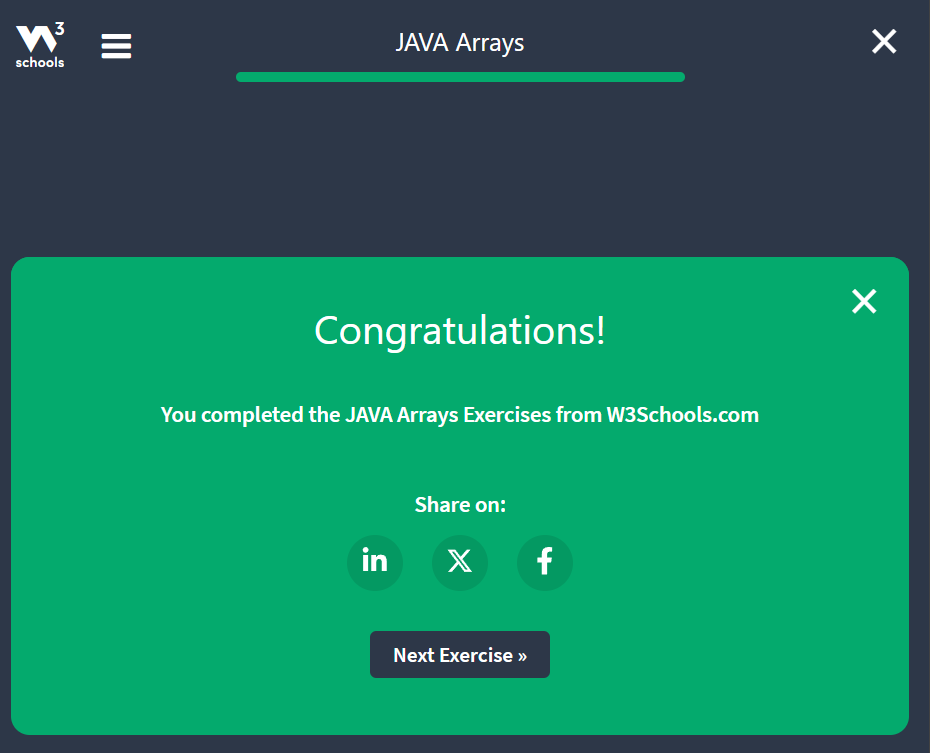 W3
schools
JAVA Arrays
Congratulations!
You completed the JAVA Arrays Exercises from W3Schools.com
Share on:
in
X
f
Next Exercise »